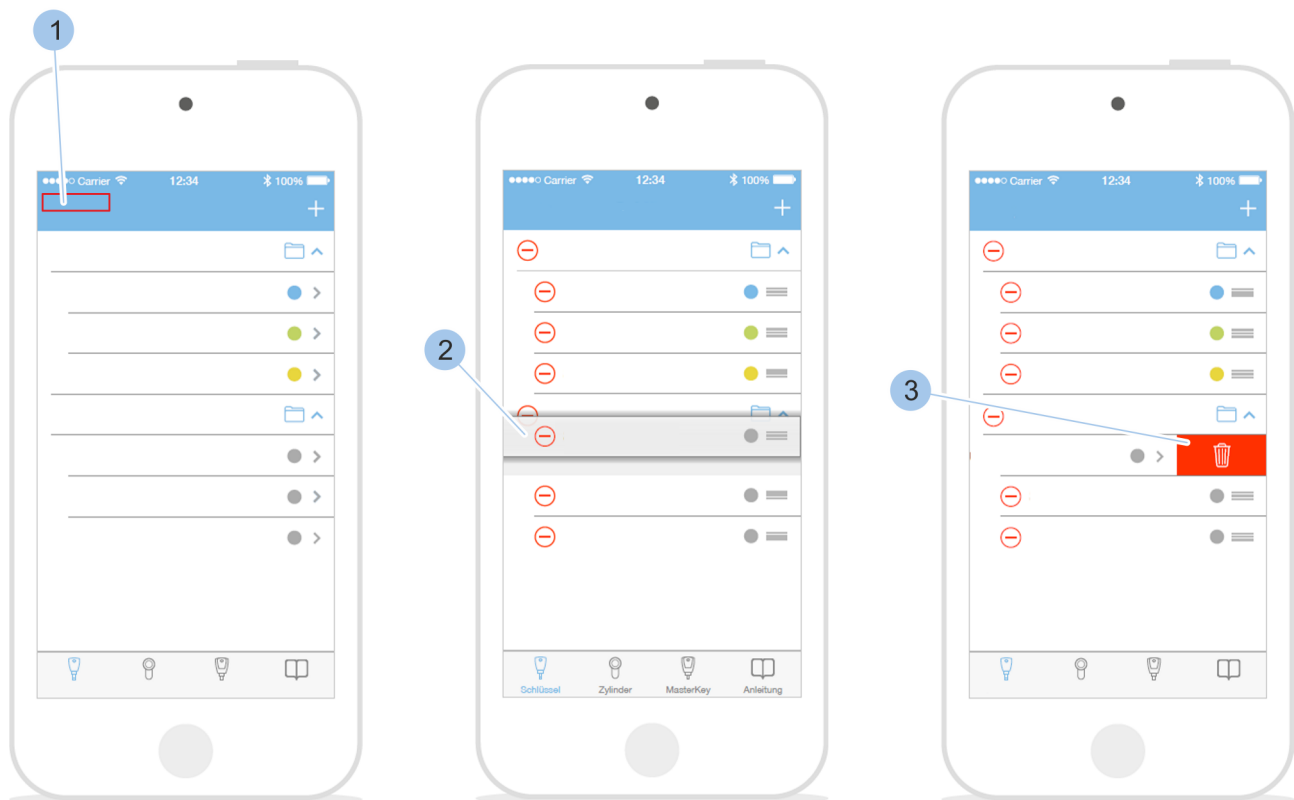 1
●●●●○ Carrier 12:34 100%
●●●●○ Carrier 12:34 100%
●●●●○ Carrier 12:34 100%
2
3
Schlüssel Zylinder MasterKey Anleitung